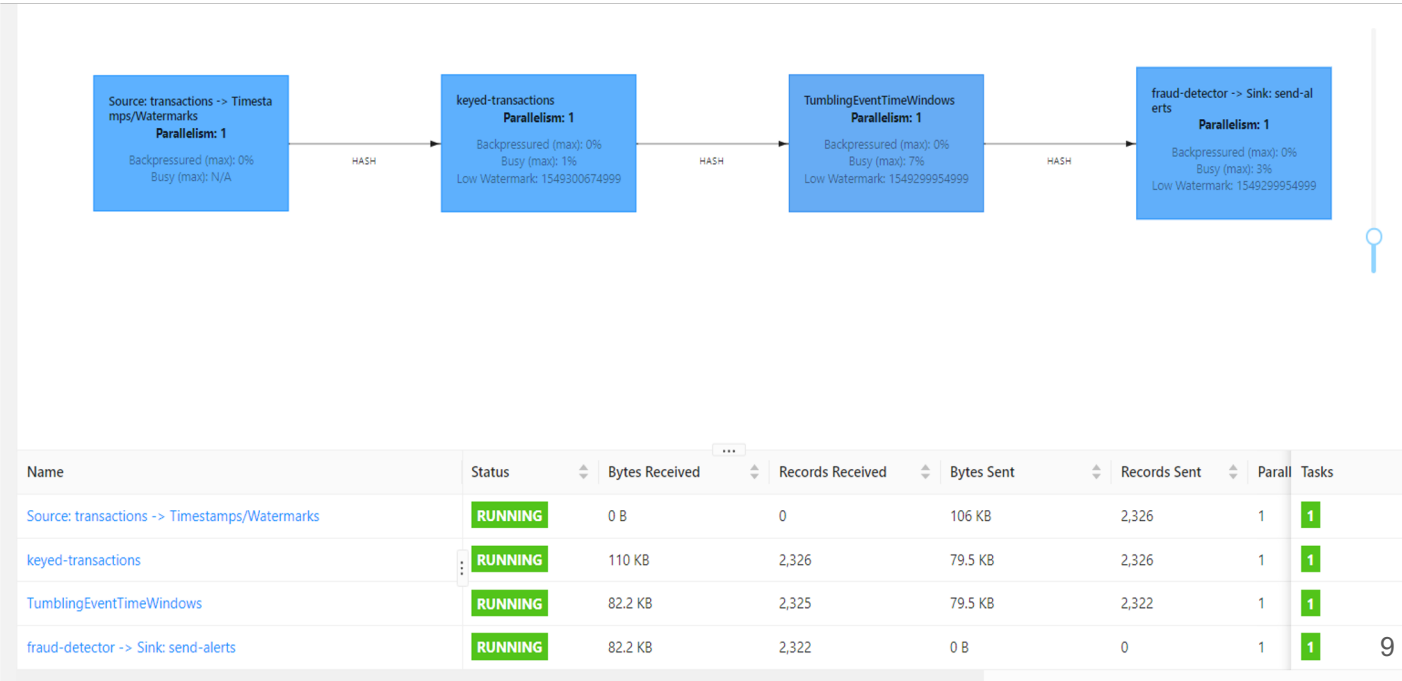 Source: transactions -> Timesta
mps/Watermarks
Parallelism: 1
Backpressured (max): 0%
Busy (max): N/A
HASH
keyed-transactions
Parallelism: 1
Backpressured (max): 0%
Busy (max): 1%
Low Watermark: 1549300674999
HASH
TumblingEventTimeWindows
Parallelism: 1
Backpressured (max): 0%
Busy (max): 7%
Low Watermark: 1549299954999
HASH
fraud-detector -> Sink: send-al
erts
Parallelism: 1
Backpressured (max): 0%
Busy (max): 3%
Low Watermark: 1549299954999
Name Status Bytes Received Records Received Bytes Sent Records Sent Parall Tasks
Source: transactions -> Timestamps/Watermarks RUNNING 0 B 0 106 KB 2,326 1 1
keyed-transactions RUNNING 110 KB 2,326 79.5 KB 2,326 1 1
TumblingEventTimeWindows RUNNING 82.2 KB 2,325 79.5 KB 2,322 1 1
fraud-detector -> Sink: send-alerts RUNNING 82.2 KB 2,322 0 B 0 1 1
9